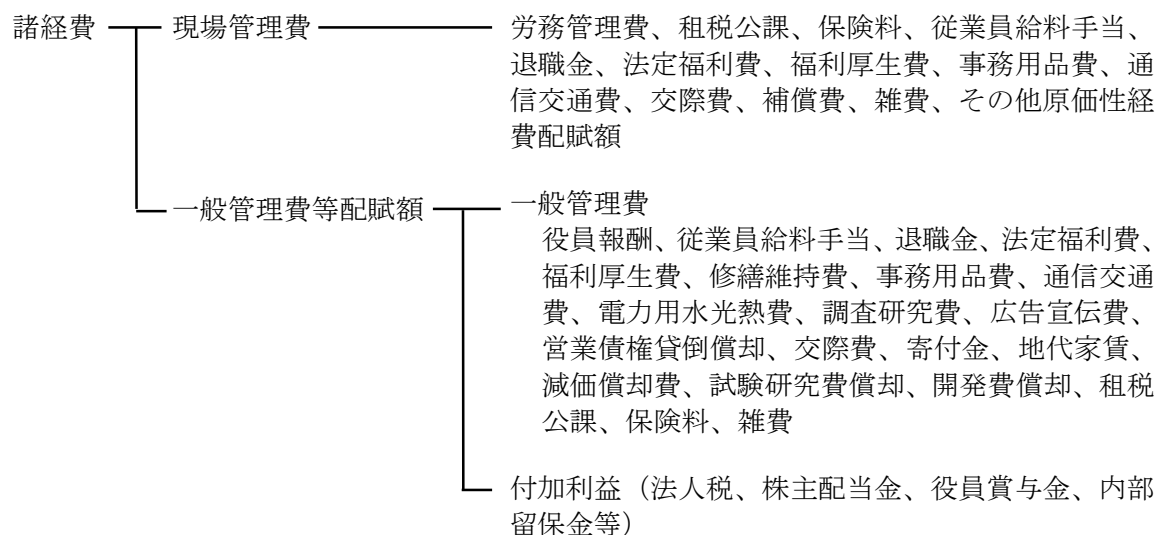 諸経費
現場管理費
労務管理費、租税公課、保険料、従業員給料手当、
退職金、法定福利費、福利厚生費、事務用品費、通
信交通費、交際費、補償費、雑費、その他原価性経
費配賦額
一般管理費等配賦額
一般管理費
役員報酬、従業員給料手当、退職金、法定福利費、
福利厚生費、修繕維持費、事務用品費、通信交通
費、電力用水光熱費、調査研究費、広告宣伝費、
営業債権貸倒償却、交際費、寄付金、地代家賃、
減価償却費、試験研究費償却、開発費償却、租税
公課、保険料、雑費
付加利益（法人税、株主配当金、役員賞与金、内部
留保金等）